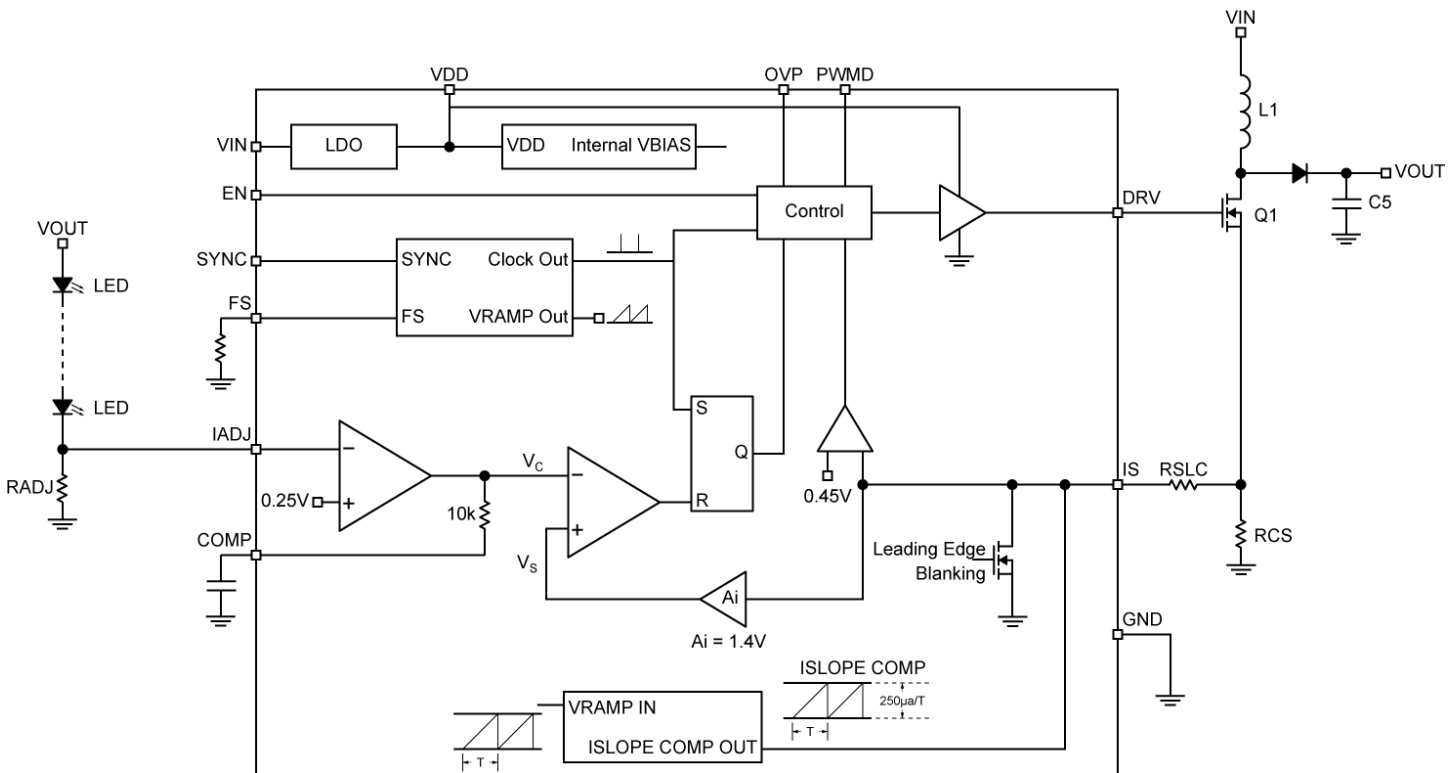 VIN
VDD
OVP
PWMD
L1
VIN
LDO
VDD
Internal VBIAS
VOUT
EN
DRV
Control
Q1
C5
VOUT
SYNC
SYNC
Clock Out
LED
FS
FS
VRAMP Out
LED
S
IADJ
Q
VC
IS
RSLC
RADJ
0.25V
0.45V
R
10k
COMP
Leading Edge
Blanking
RCS
VS
Ai
Ai = 1.4V
GND
ISLOPE COMP
VRAMP IN
250µa/T
T
ISLOPE COMP OUT
T